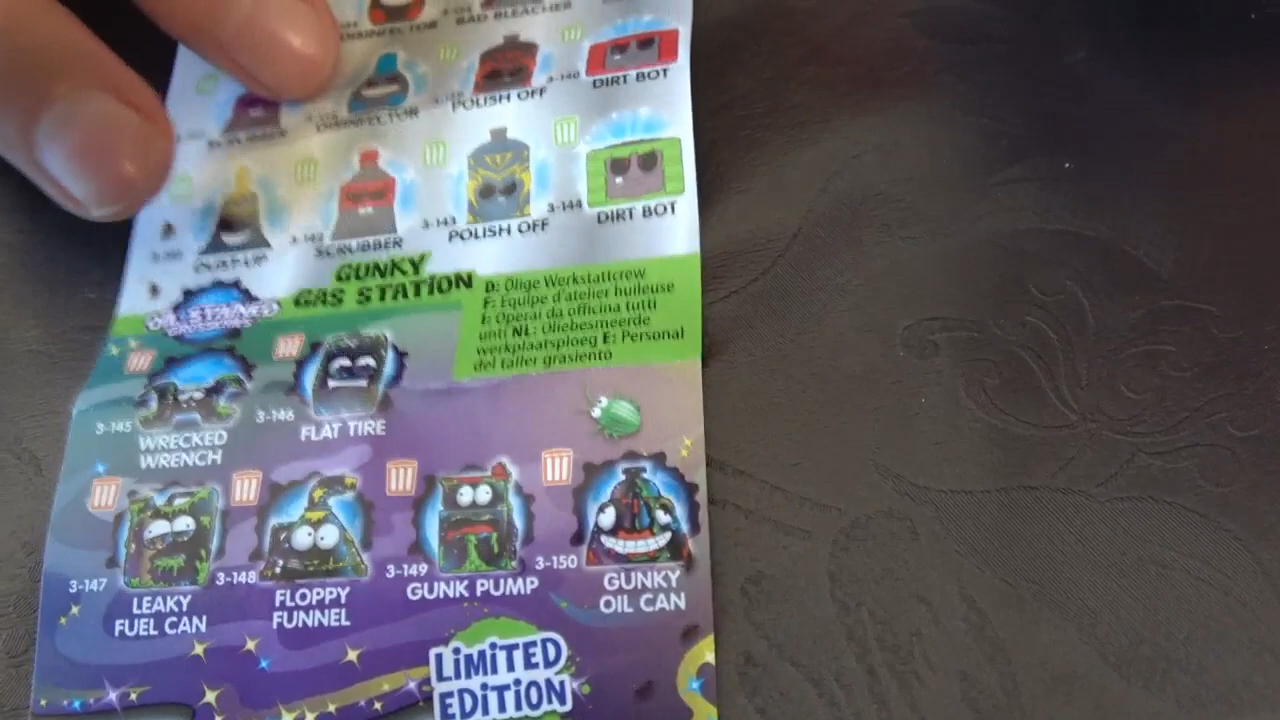 DISINFECTOR
BAD BLEACHER
POLISH OFF
3-140
DIRT BOT
DISINFECTOR
3-142
SCRUBBER
3-143
POLISH OFF
3-144
DIRT BOT
GUNKY
GAS STATION
D: Ölige Werkstattcrew
F: Équipe d'atelier huileuse
I: Operai da officina tutti
unti NL: Oliebesmeerde
werkplaatsploeg E: Personal
del taller grasiento
3-145
WRECKED
WRENCH
3-146
FLAT TIRE
3-147
LEAKY
FUEL CAN
3-148
FLOPPY
FUNNEL
3-149
GUNK PUMP
3-150
GUNKY
OIL CAN
LIMITED
EDITION